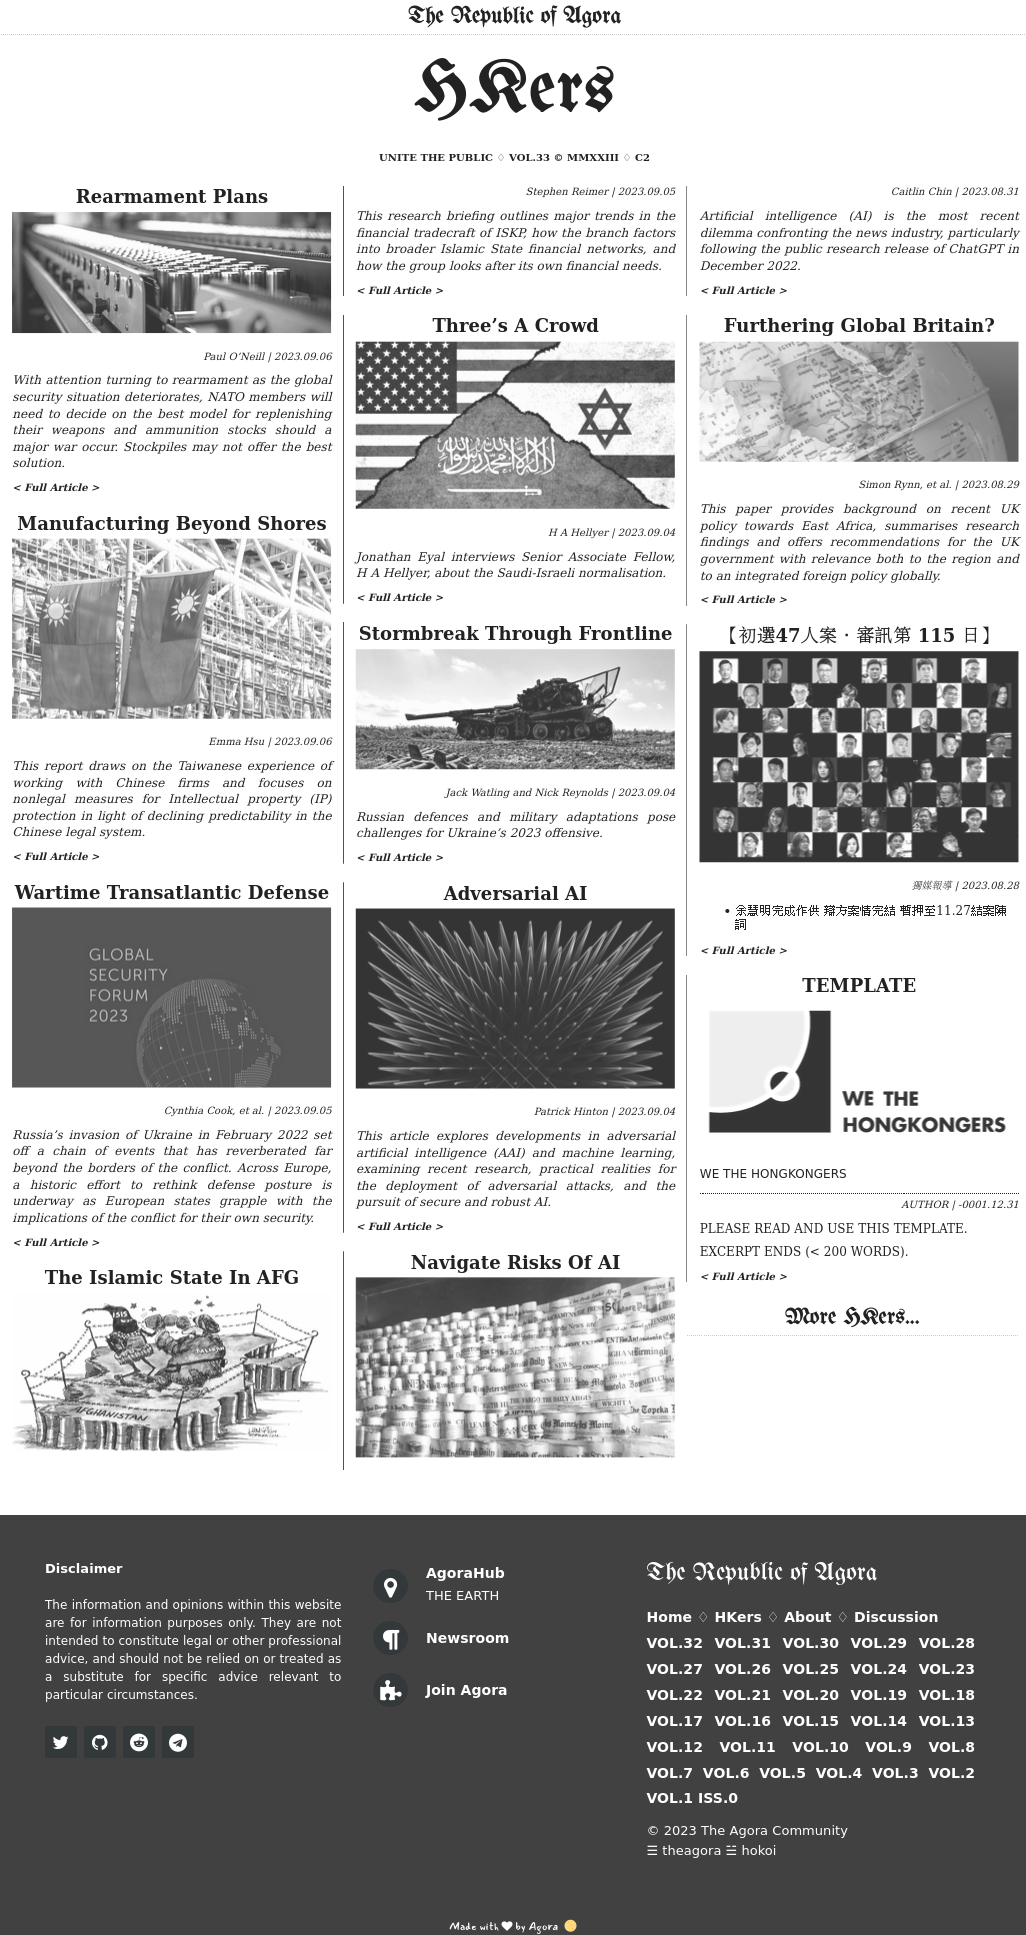 The Republic of Agora
HKers
UNITE THE PUBLIC ♢ VOL.33 © MMXXIII ♢ C2
Rearmament Plans
Paul O’Neill | 2023.09.06
With attention turning to rearmament as the global
security situation deteriorates, NATO members will
need to decide on the best model for replenishing
their weapons and ammunition stocks should a
major war occur. Stockpiles may not offer the best
solution.
< Full Article >
Manufacturing Beyond Shores
Emma Hsu | 2023.09.06
This report draws on the Taiwanese experience of
working with Chinese firms and focuses on
nonlegal measures for Intellectual property (IP)
protection in light of declining predictability in the
Chinese legal system.
< Full Article >
Wartime Transatlantic Defense
GLOBAL
SECURITY
FORUM
2023
Cynthia Cook, et al. | 2023.09.05
Russia’s invasion of Ukraine in February 2022 set
off a chain of events that has reverberated far
beyond the borders of the conflict. Across Europe,
a historic effort to rethink defense posture is
underway as European states grapple with the
implications of the conflict for their own security.
< Full Article >
The Islamic State In AFG
ISIS
TALIBAN
AFGHANISTAN
Stephen Reimer | 2023.09.05
This research briefing outlines major trends in the
financial tradecraft of ISKP, how the branch factors
into broader Islamic State financial networks, and
how the group looks after its own financial needs.
< Full Article >
Three’s A Crowd
H A Hellyer | 2023.09.04
Jonathan Eyal interviews Senior Associate Fellow,
H A Hellyer, about the Saudi-Israeli normalisation.
< Full Article >
Stormbreak Through Frontline
Jack Watling and Nick Reynolds | 2023.09.04
Russian defences and military adaptations pose
challenges for Ukraine’s 2023 offensive.
< Full Article >
Adversarial AI
Patrick Hinton | 2023.09.04
This article explores developments in adversarial
artificial intelligence (AAI) and machine learning,
examining recent research, practical realities for
the deployment of adversarial attacks, and the
pursuit of secure and robust AI.
< Full Article >
Navigate Risks Of AI
Caitlin Chin | 2023.08.31
Artificial intelligence (AI) is the most recent
dilemma confronting the news industry, particularly
following the public research release of ChatGPT in
December 2022.
< Full Article >
Furthering Global Britain?
Simon Rynn, et al. | 2023.08.29
This paper provides background on recent UK
policy towards East Africa, summarises research
findings and offers recommendations for the UK
government with relevance both to the region and
to an integrated foreign policy globally.
< Full Article >
【初選47人案‧審訊第 115 日】
獨媒報導 | 2023.08.28
• 余慧明完成作供 辯方案情完結 暫押至11.27結案陳
詞
< Full Article >
TEMPLATE
WE THE
HONGKONGERS
WE THE HONGKONGERS
AUTHOR | -0001.12.31
PLEASE READ AND USE THIS TEMPLATE.
EXCERPT ENDS (< 200 WORDS).
< Full Article >
More HKers...
Disclaimer
The information and opinions within this website
are for information purposes only. They are not
intended to constitute legal or other professional
advice, and should not be relied on or treated as
a substitute for specific advice relevant to
particular circumstances.
AgoraHub
THE EARTH
Newsroom
Join Agora
The Republic of Agora
Home ♢ HKers ♢ About ♢ Discussion
VOL.32 VOL.31 VOL.30 VOL.29 VOL.28
VOL.27 VOL.26 VOL.25 VOL.24 VOL.23
VOL.22 VOL.21 VOL.20 VOL.19 VOL.18
VOL.17 VOL.16 VOL.15 VOL.14 VOL.13
VOL.12 VOL.11 VOL.10 VOL.9 VOL.8
VOL.7 VOL.6 VOL.5 VOL.4 VOL.3 VOL.2
VOL.1 ISS.0
© 2023 The Agora Community
☰ theagora ☱ hokoi
Made with ♥ by Agora